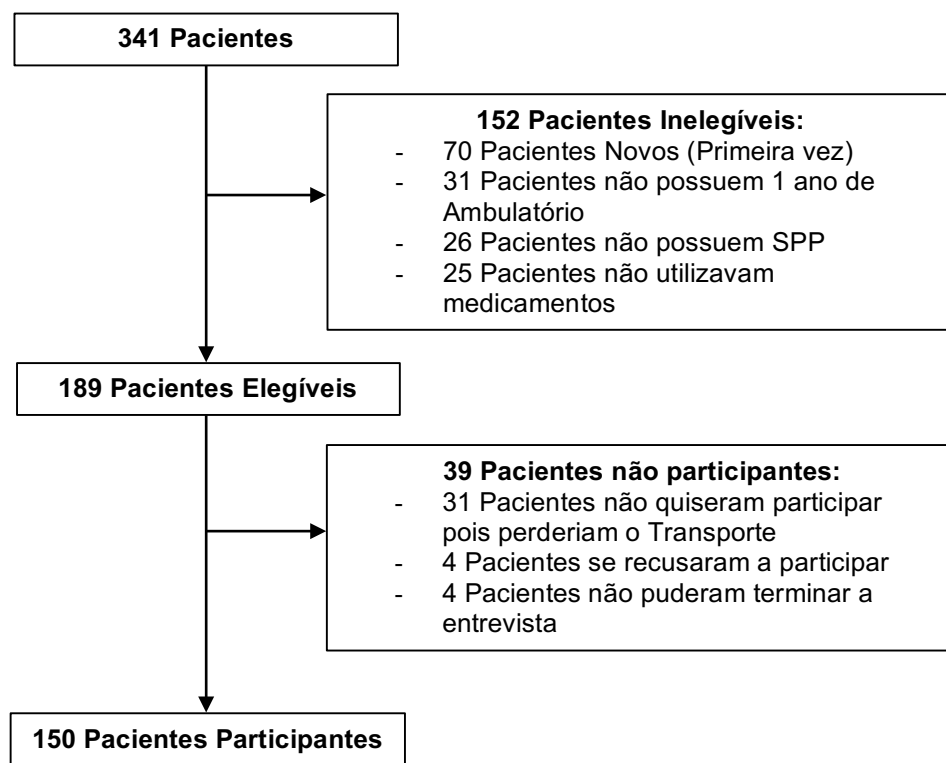 341 Pacientes
152 Pacientes Inelegíveis:
- 70 Pacientes Novos (Primeira vez)
- 31 Pacientes não possuem 1 ano de
Ambulatório
- 26 Pacientes não possuem SPP
- 25 Pacientes não utilizavam
medicamentos
189 Pacientes Elegíveis
39 Pacientes não participantes:
- 31 Pacientes não quiseram participar
pois perderiam o Transporte
- 4 Pacientes se recusaram a participar
- 4 Pacientes não puderam terminar a
entrevista
150 Pacientes Participantes